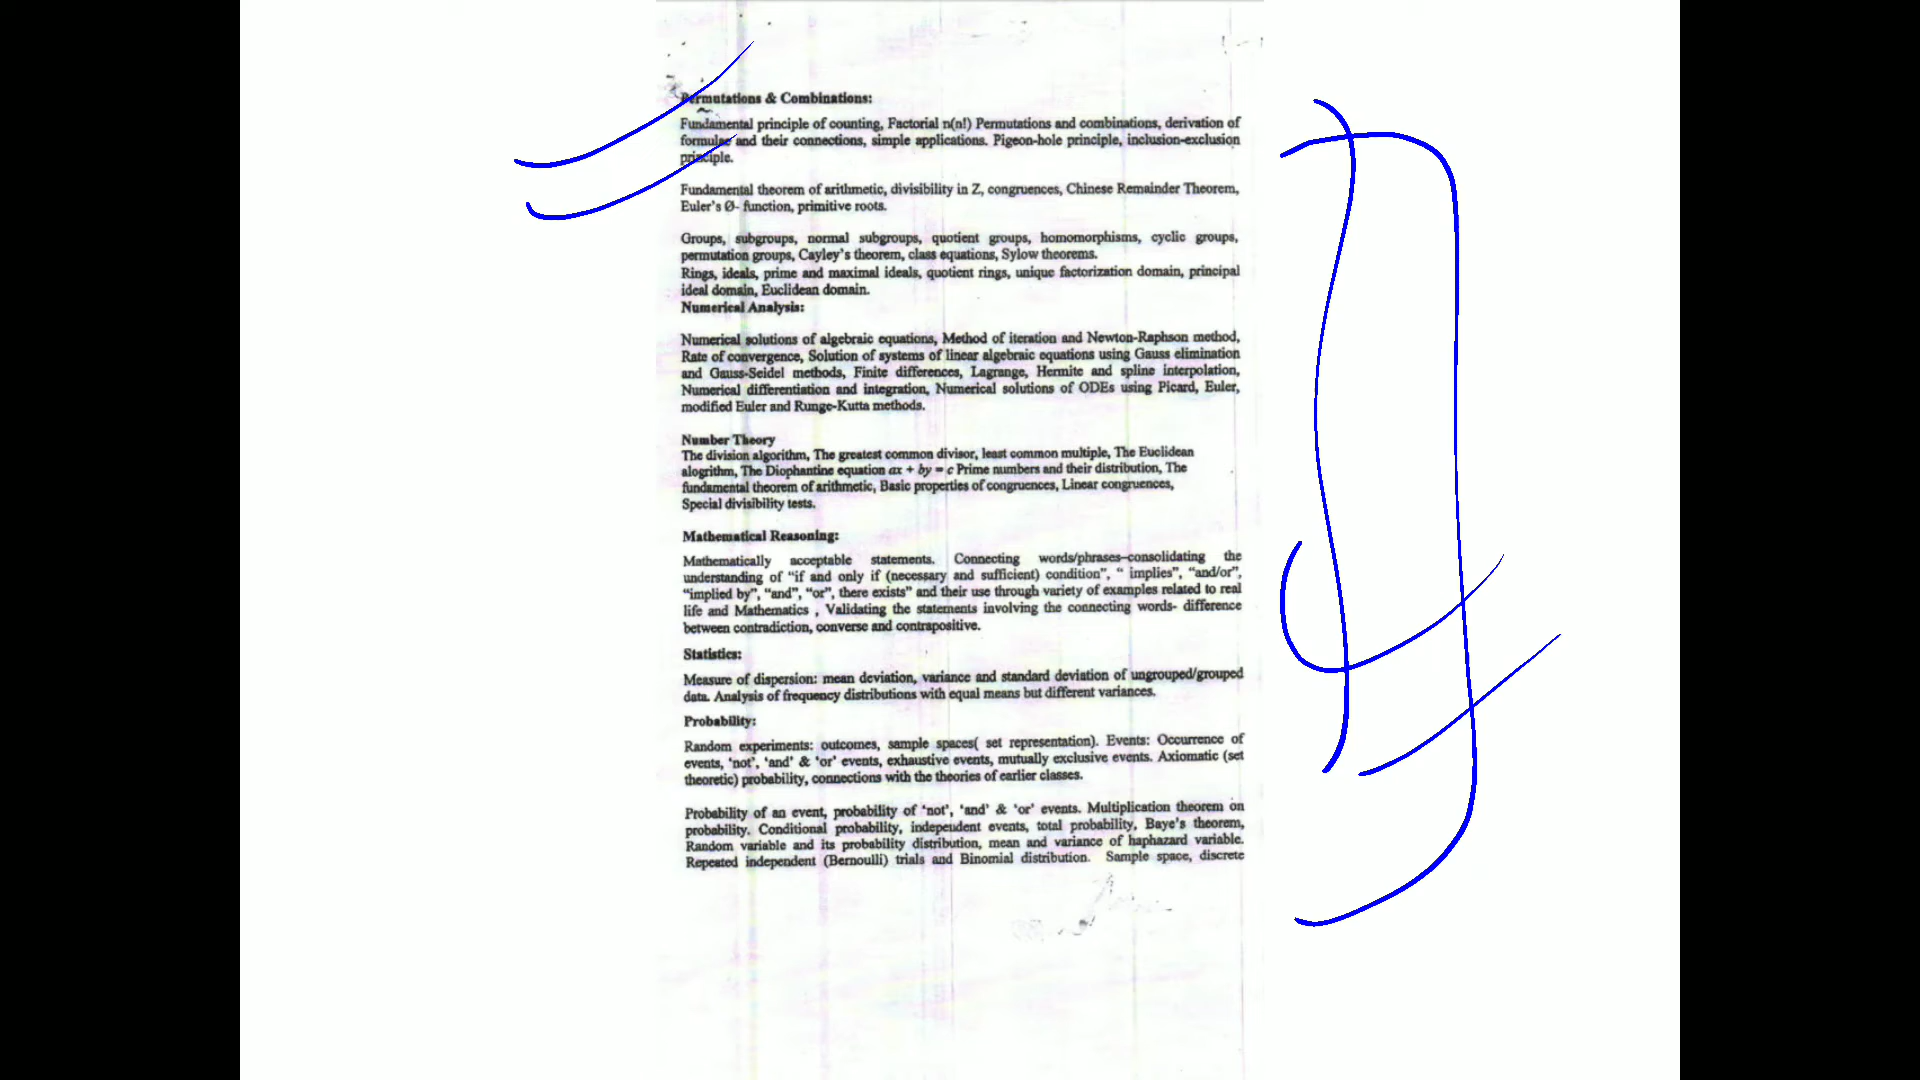 Permutations & Combinations:
Fundamental principle of counting, Factorial n(n!) Permutations and combinations, derivation of
formulae and their connections, simple applications. Pigeon-hole principle, inclusion-exclusion
principle.
Fundamental theorem of arithmetic, divisibility in Z, congruences, Chinese Remainder Theorem,
Euler's Ø- function, primitive roots.
Groups, subgroups, normal subgroups, quotient groups, homomorphisms, cyclic groups,
permutation groups, Cayley's theorem, class equations, Sylow theorems.
Rings, ideals, prime and maximal ideals, quotient rings, unique factorization domain, principal
ideal domain, Euclidean domain.
Numerical Analysis:
Numerical solutions of algebraic equations, Method of iteration and Newton-Raphson method,
Rate of convergence, Solution of systems of linear algebraic equations using Gauss elimination
and Gauss-Seidel methods, Finite differences, Lagrange, Hermite and spline interpolation,
Numerical differentiation and integration, Numerical solutions of ODEs using Picard, Euler,
modified Euler and Runge-Kutta methods.
Number Theory
The division algorithm, The greatest common divisor, least common multiple, The Euclidean
alogrithm, The Diophantine equation ax + by = c Prime numbers and their distribution, The
fundamental theorem of arithmetic, Basic properties of congruences, Linear congruences,
Special divisibility tests.
Mathematical Reasoning:
Mathematically acceptable statements. Connecting words/phrases–consolidating the
understanding of “if and only if (necessary and sufficient) condition”, “ implies”, “and/or”,
“implied by”, “and”, “or”, there exists” and their use through variety of examples related to real
life and Mathematics , Validating the statements involving the connecting words- difference
between contradiction, converse and contrapositive.
Statistics:
Measure of dispersion: mean deviation, variance and standard deviation of ungrouped/grouped
data. Analysis of frequency distributions with equal means but different variances.
Probability:
Random experiments: outcomes, sample spaces( set representation). Events: Occurrence of
events, 'not', 'and' & 'or' events, exhaustive events, mutually exclusive events. Axiomatic (set
theoretic) probability, connections with the theories of earlier classes.
Probability of an event, probability of 'not', 'and' & 'or' events. Multiplication theorem on
probability. Conditional probability, independent events, total probability, Baye's theorem,
Random variable and its probability distribution, mean and variance of haphazard variable.
Repeated independent (Bernoulli) trials and Binomial distribution. Sample space, discrete